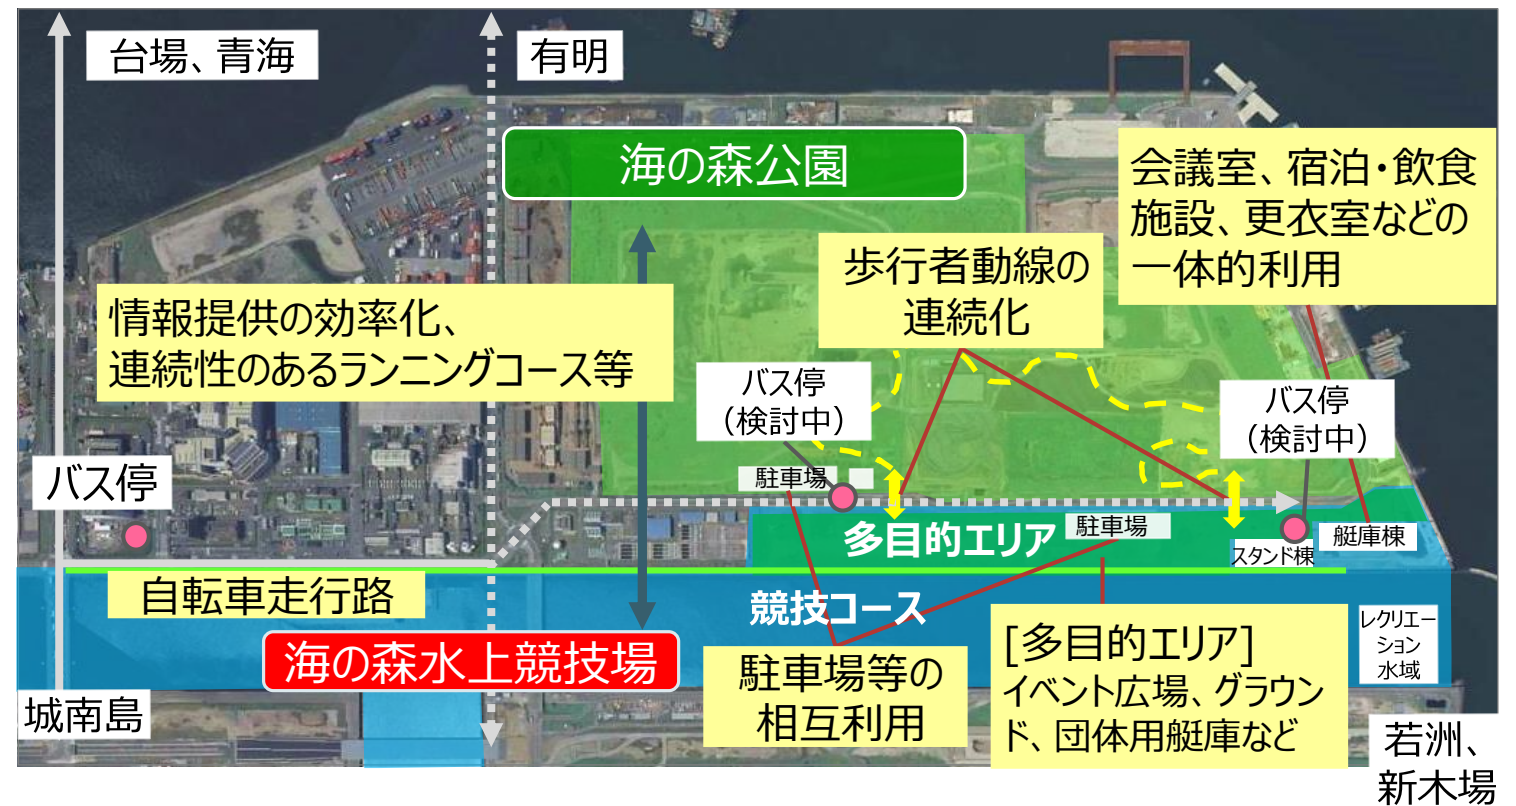 台場、青海
有明
海の森公園
会議室、宿泊・飲食
施設、更衣室などの
一体的利用
歩行者動線の
連続化
情報提供の効率化、
連続性のあるランニングコース等
バス停
（検討中）
バス停
（検討中）
バス停
駐車場
多目的エリア
駐車場
スタンド棟
艇庫棟
自転車走行路
競技コース
レクリエー
ション
水域
海の森水上競技場
駐車場等の
相互利用
[多目的エリア]
イベント広場、グラウン
ド、団体用艇庫など
城南島
若洲、
新木場